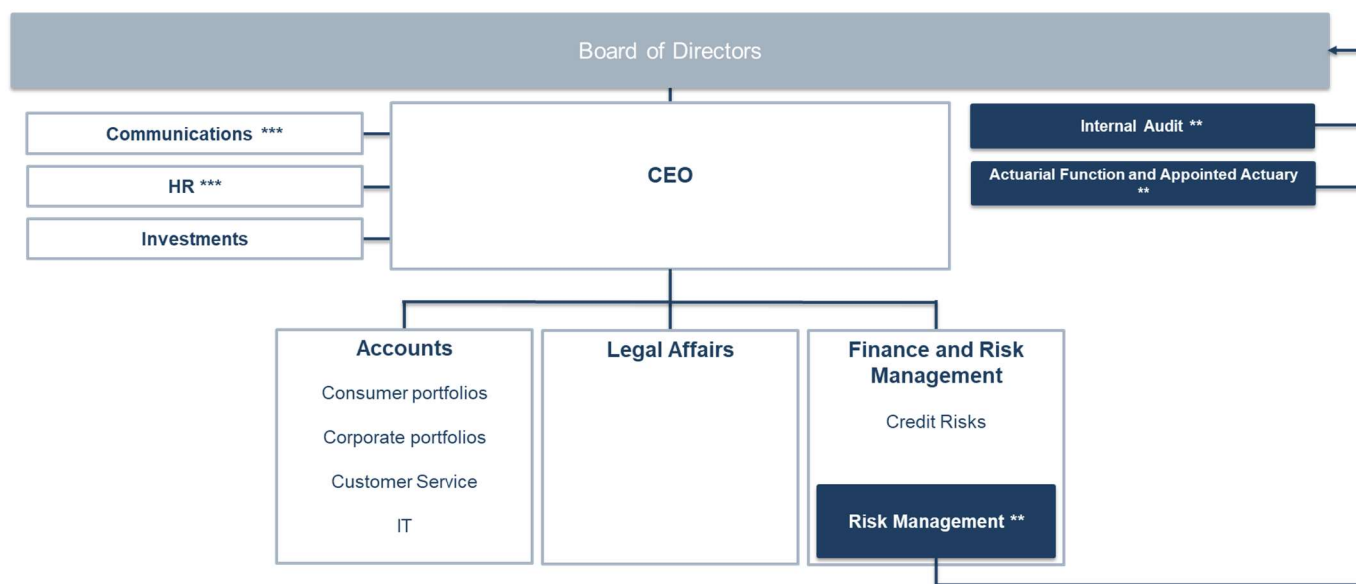 Board of Directors
Communications ***
HR ***
Investments
CEO
Internal Audit **
Actuarial Function and Appointed Actuary
**
Accounts
Consumer portfolios
Corporate portfolios
Customer Service
IT
Legal Affairs
Finance and Risk
Management
Credit Risks
Risk Management **